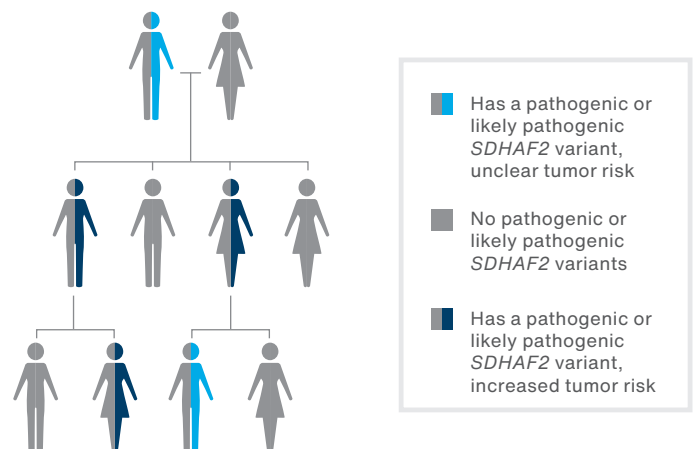 Has a pathogenic or
likely pathogenic
SDHAF2 variant,
unclear tumor risk
No pathogenic or
likely pathogenic
SDHAF2 variants
Has a pathogenic or
likely pathogenic
SDHAF2 variant,
increased tumor risk